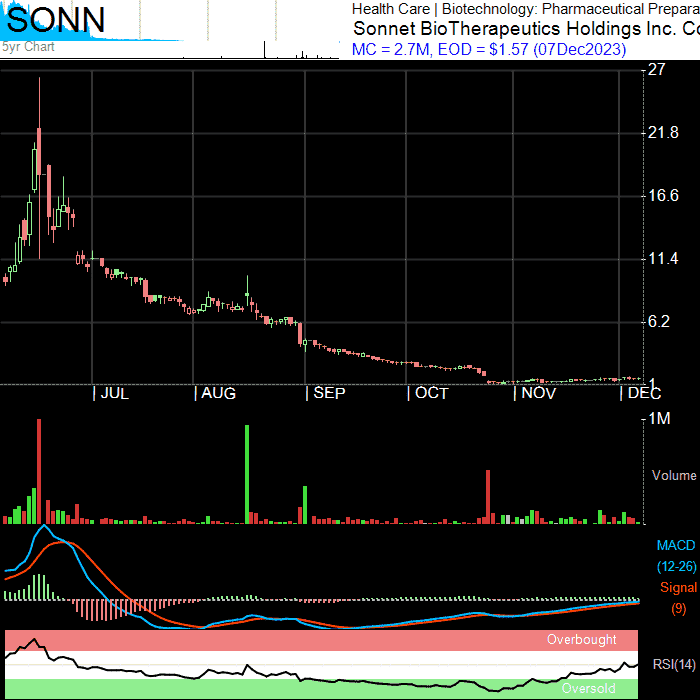 SONN
Health Care | Biotechnology: Pharmaceutical Prepara
Sonnet BioTherapeutics Holdings Inc. Co
5yr Chart
MC = 2.7M, EOD = $1.57 (07Dec2023)
27
21.8
16.6
11.4
6.2
1
| JUL | AUG | SEP | OCT | NOV | DEC
1M
Volume
MACD
(12-26)
Signal
(9)
Overbought
RSI(14)
Oversold